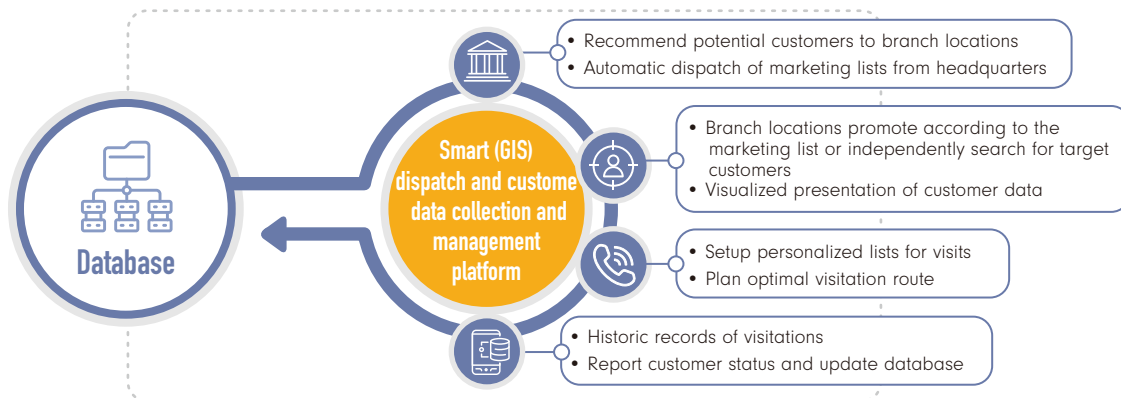 Database
Smart (GIS)
dispatch and custome
data collection and
management
platform
• Recommend potential customers to branch locations
• Automatic dispatch of marketing lists from headquarters
• Branch locations promote according to the
marketing list or independently search for target
customers
• Visualized presentation of customer data
• Setup personalized lists for visits
• Plan optimal visitation route
• Historic records of visitations
• Report customer status and update database